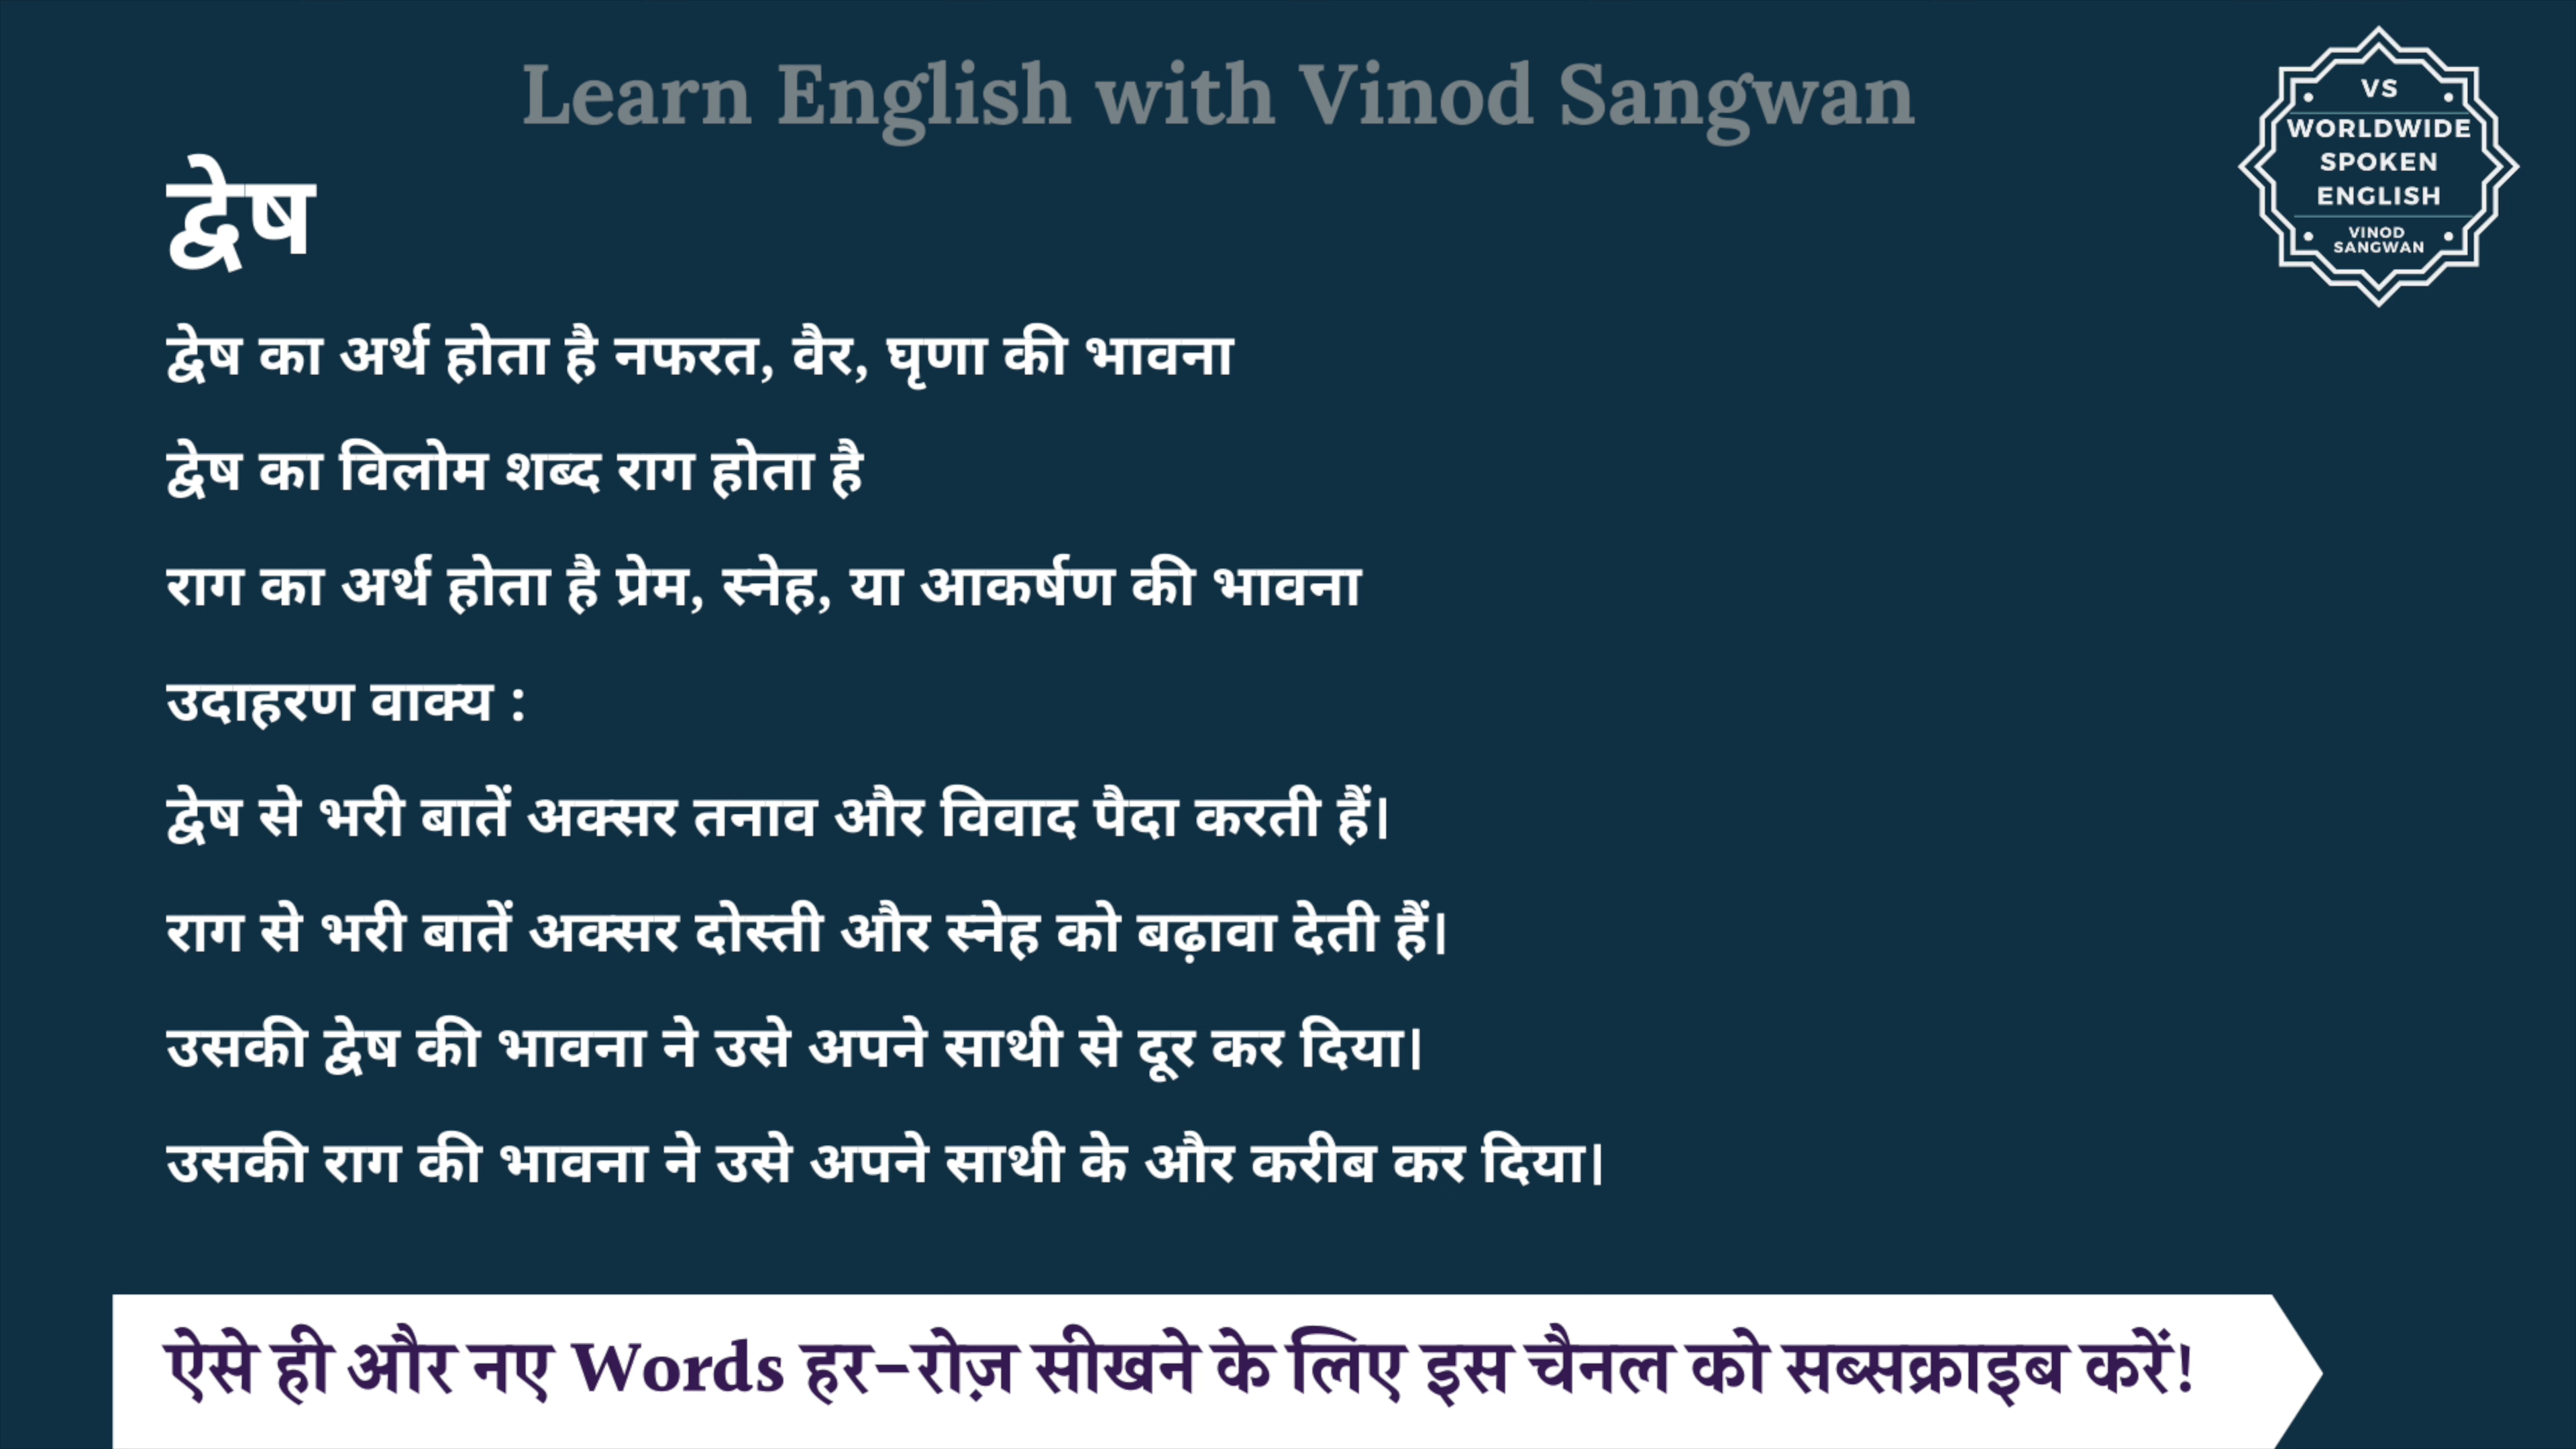 Learn English with Vinod Sangwan
VS
WORLDWIDE
SPOKEN
ENGLISH
VINOD
SANGWAN
द्वेष
द्वेष का अर्थ होता है नफरत, वैर, घृणा की भावना
द्वेष का विलोम शब्द राग होता है
राग का अर्थ होता है प्रेम, स्नेह, या आकर्षण की भावना
उदाहरण वाक्य :
द्वेष से भरी बातें अक्सर तनाव और विवाद पैदा करती हैं।
राग से भरी बातें अक्सर दोस्ती और स्नेह को बढ़ावा देती हैं।
उसकी द्वेष की भावना ने उसे अपने साथी से दूर कर दिया।
उसकी राग की भावना ने उसे अपने साथी के और करीब कर दिया।
ऐसे ही और नए Words हर-रोज़ सीखने के लिए इस चैनल को सब्सक्राइब करें!